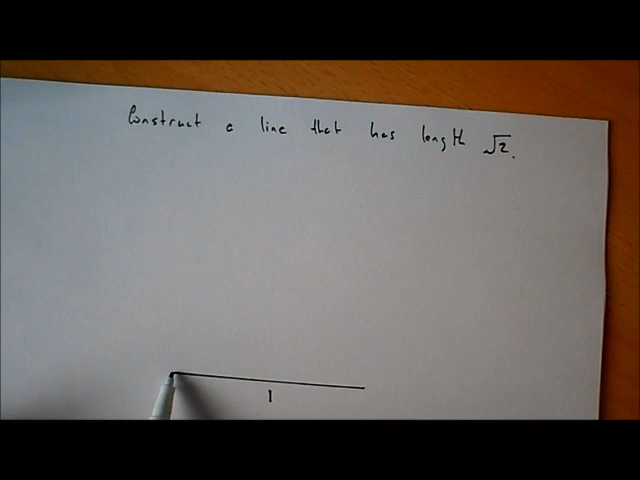 Construct a line that has length √2.
1